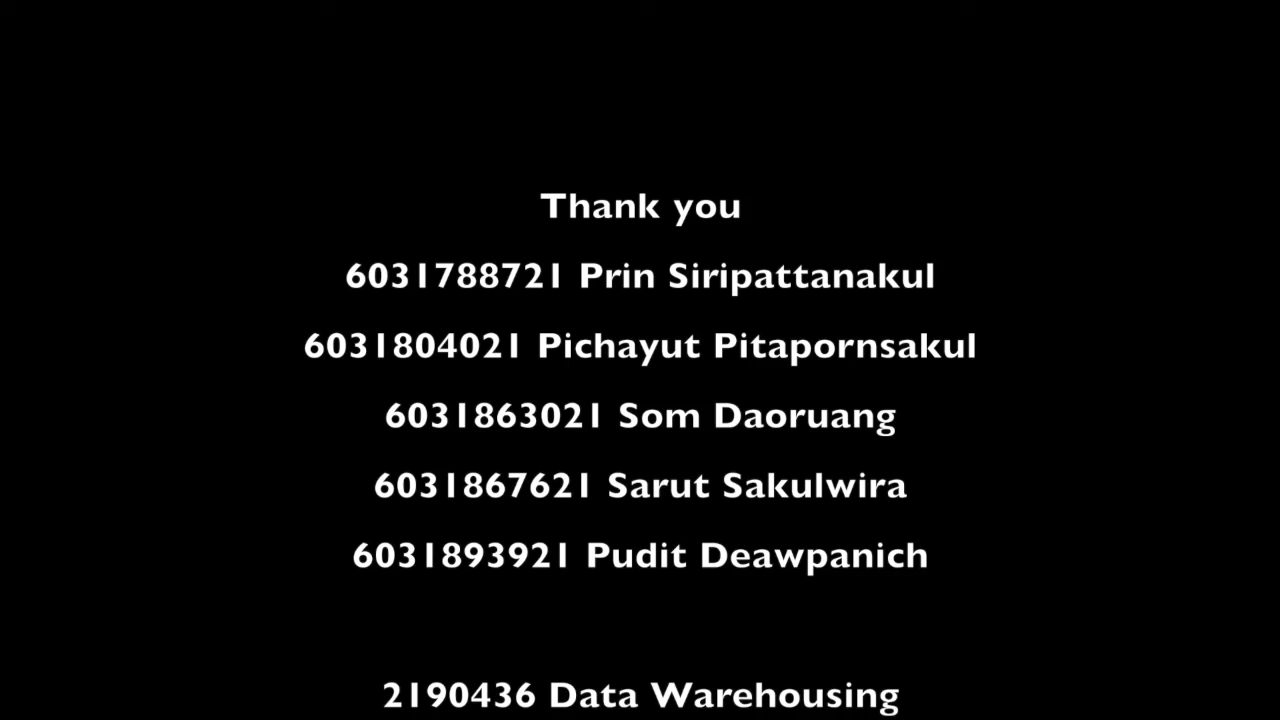 Thank you
6031788721 Prin Siripattanakul
6031804021 Pichayut Pitapornsakul
6031863021 Som Daoruang
6031867621 Sarut Sakulwira
6031893921 Pudit Deawpanich
2190436 Data Warehousing